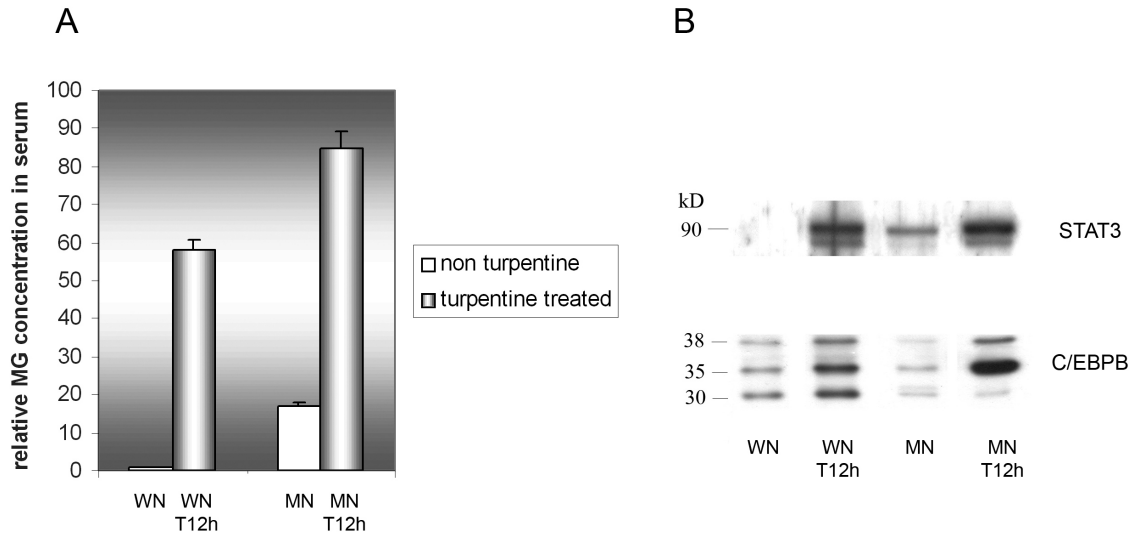 A
relative MG concentration in serum
100
90
80
70
60
50
40
30
20
10
0
WN
WN
T12h
MN
MN
T12h
non turpentine
turpentine treated
B
kD
90
STAT3
38
35
30
C/EBPB
WN
WN
T12h
MN
MN
T12h